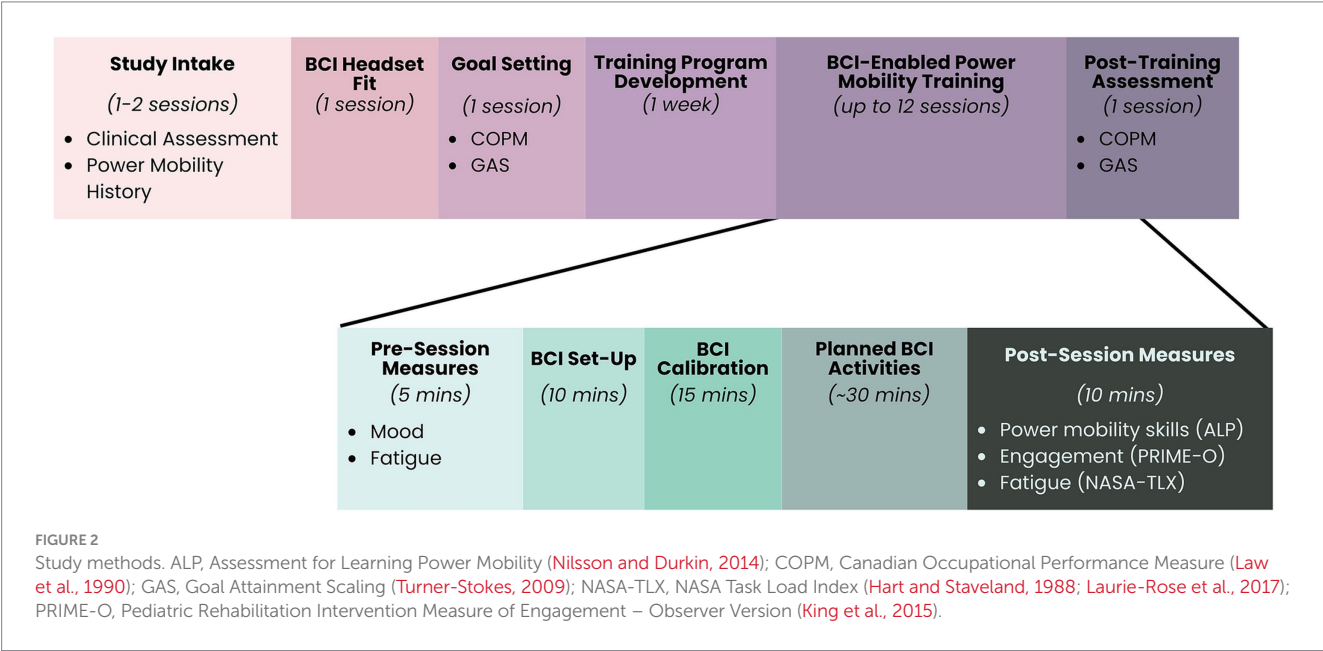 Study Intake
(1-2 sessions)
• Clinical Assessment
• Power Mobility
History
BCI Headset
Fit
(1 session)
Goal Setting
(1 session)
• COPM
• GAS
Training Program
Development
(1 week)
BCI-Enabled Power
Mobility Training
(up to 12 sessions)
Post-Training
Assessment
(1 session)
• COPM
• GAS
Pre-Session
Measures
(5 mins)
• Mood
• Fatigue
BCI Set-Up
(10 mins)
BCI
Calibration
(15 mins)
Planned BCI
Activities
(~30 mins)
Post-Session Measures
(10 mins)
• Power mobility skills (ALP)
• Engagement (PRIME-O)
• Fatigue (NASA-TLX)
FIGURE 2
Study methods. ALP, Assessment for Learning Power Mobility (Nilsson and Durkin, 2014); COPM, Canadian Occupational Performance Measure (Law
et al., 1990); GAS, Goal Attainment Scaling (Turner-Stokes, 2009); NASA-TLX, NASA Task Load Index (Hart and Staveland, 1988; Laurie-Rose et al., 2017);
PRIME-O, Pediatric Rehabilitation Intervention Measure of Engagement – Observer Version (King et al., 2015).